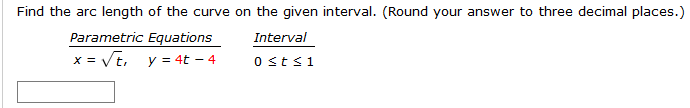 Find the arc length of the curve on the given interval. (Round your answer to three decimal places.)
Parametric Equations Interval
x = √t, y = 4t − 4 0 ≤ t ≤ 1